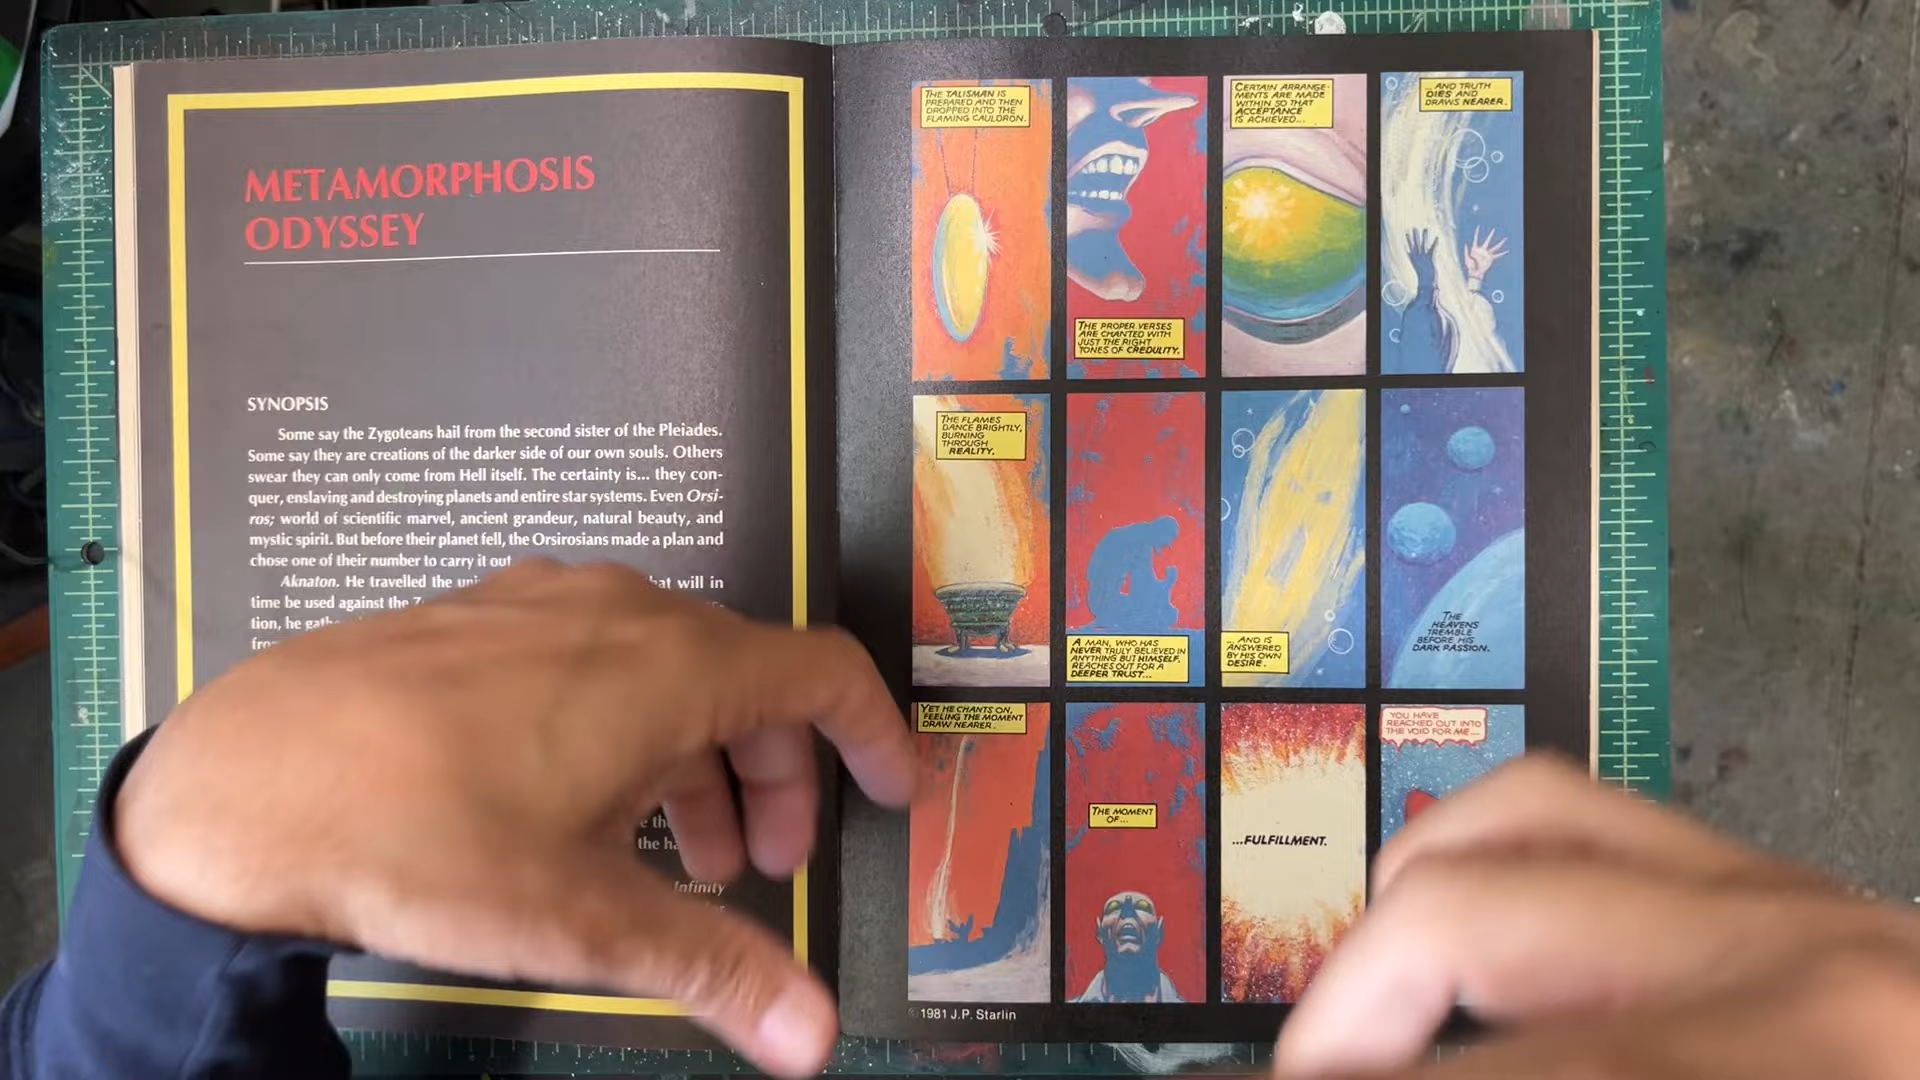 METAMORPHOSIS
ODYSSEY
SYNOPSIS
Some say the Zygoteans hail from the second sister of the Pleiades.
Some say they are creations of the darker side of our own souls. Others
swear they can only come from Hell itself. The certainty is... they con-
quer, enslaving and destroying planets and entire star systems. Even Orsi-
ros; world of scientific marvel, ancient grandeur, natural beauty, and
mystic spirit. But before their planet fell, the Orsirosians made a plan and
chose one of their number to carry it out
Aknaton. He travelled the hat will in
time be used against the
tion, he
the
the
Infinity
THE TALISMAN IS
PREPARED AND THEN
DROPPED INTO THE
FLAMING CAULDRON.
THE PROPER VERSES
ARE CHANTED WITH
JUST THE RIGHT
TONES OF CREDULITY.
CERTAIN ARRANGE-
MENTS ARE MADE
WITHIN SO THAT
ACCEPTANCE
IS ACHIEVED...
...AND TRUTH
DIES AND
DRAWS NEARER.
THE FLAMES
DANCE BRIGHTLY,
BURNING
THROUGH
REALITY.
A MAN, WHO HAS
NEVER TRULY BELIEVED IN
ANYTHING BUT HIMSELF,
REACHES OUT FOR A
DEEPER TRUST...
... AND IS
ANSWERED
BY HIS OWN
DESIRE.
THE
HEAVENS
TREMBLE
BEFORE HIS
DARK PASSION.
YET HE CHANTS ON,
FEELING THE MOMENT
DRAW NEARER.
THE MOMENT
OF...
...FULFILLMENT.
YOU HAVE
REACHED OUT INTO
THE VOID FOR ME...
©1981 J.P. Starlin